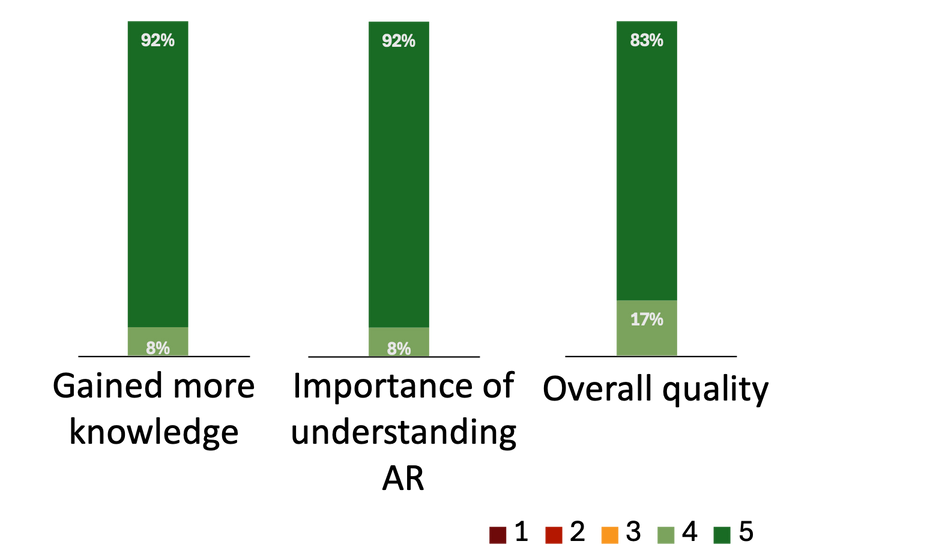 92%
92%
83%
17%
8%
8%
Gained more
knowledge
Importance of
understanding
AR
Overall quality
1 2 3 4 5